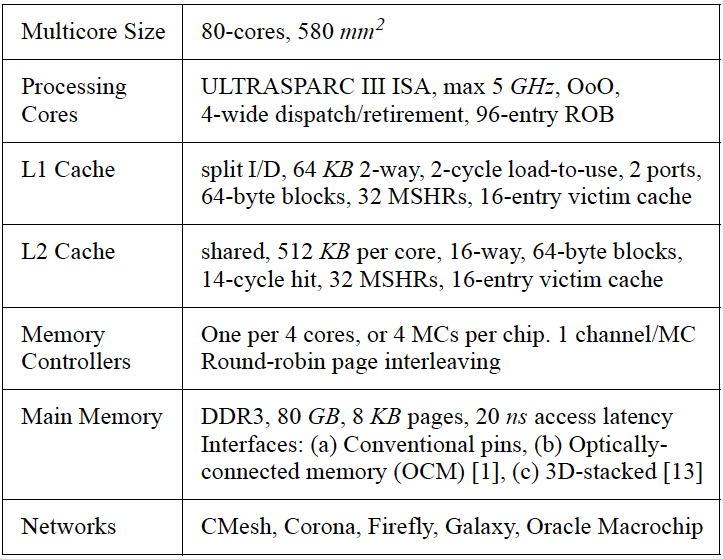 Multicore Size
80-cores, 580 mm²
Processing
Cores
ULTRASPARC III ISA, max 5 GHz, OoO,
4-wide dispatch/retirement, 96-entry ROB
L1 Cache
split I/D, 64 KB 2-way, 2-cycle load-to-use, 2 ports,
64-byte blocks, 32 MSHRs, 16-entry victim cache
L2 Cache
shared, 512 KB per core, 16-way, 64-byte blocks,
14-cycle hit, 32 MSHRs, 16-entry victim cache
Memory
Controllers
One per 4 cores, or 4 MCs per chip. 1 channel/MC
Round-robin page interleaving
Main Memory
DDR3, 80 GB, 8 KB pages, 20 ns access latency
Interfaces: (a) Conventional pins, (b) Optically-
connected memory (OCM) [1], (c) 3D-stacked [13]
Networks
CMesh, Corona, Firefly, Galaxy, Oracle Macrochip